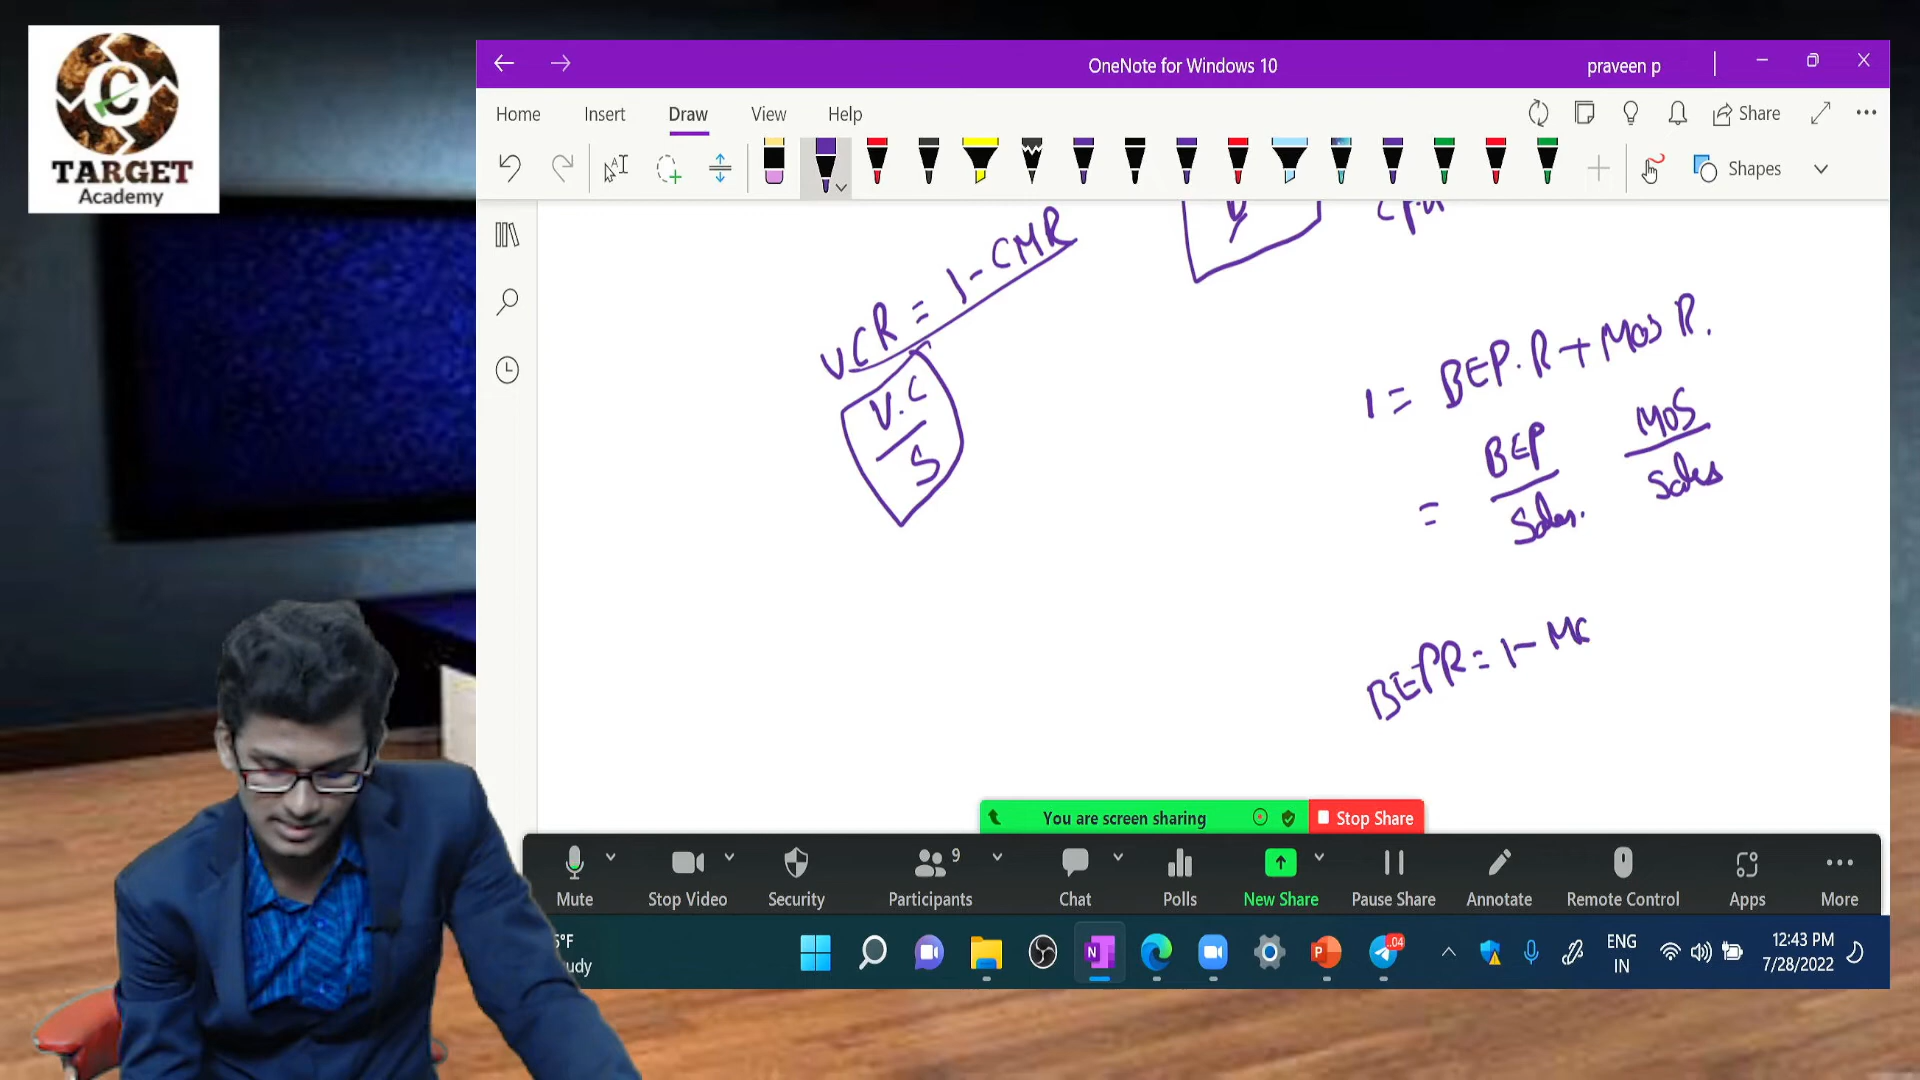 TARGET
Academy
OneNote for Windows 10
praveen p
Home
Insert
Draw
View
Help
Share
Shapes
VCR = 1 - CMR
V.C
S
1 = BEP.R + MOS R.
= BEP MOS
Sales. Sales
BEPR = 1 -
You are screen sharing
Stop Share
Mute
Stop Video
Security
9
Participants
Chat
Polls
New Share
Pause Share
Annotate
Remote Control
Apps
More
5°F
udy
..04
ENG
IN
12:43 PM
7/28/2022